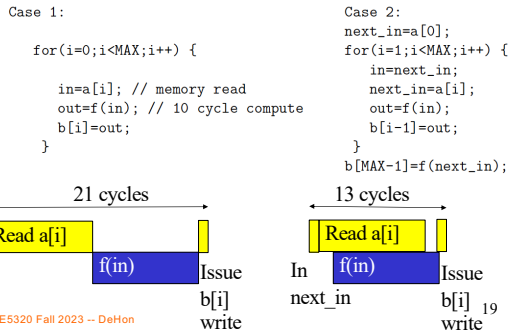 Case 1:
for(i=0;i<MAX;i++) {
in=a[i]; // memory read
out=f(in); // 10 cycle compute
b[i]=out;
}
Case 2:
next_in=a[0];
for(i=1;i<MAX;i++) {
in=next_in;
next_in=a[i];
out=f(in);
b[i-1]=out;
}
b[MAX-1]=f(next_in);
21 cycles
Read a[i]
f(in)
Issue
b[i]
write
13 cycles
Read a[i]
In
next_in
f(in)
Issue
b[i]
write
E5320 Fall 2023 -- DeHon
19